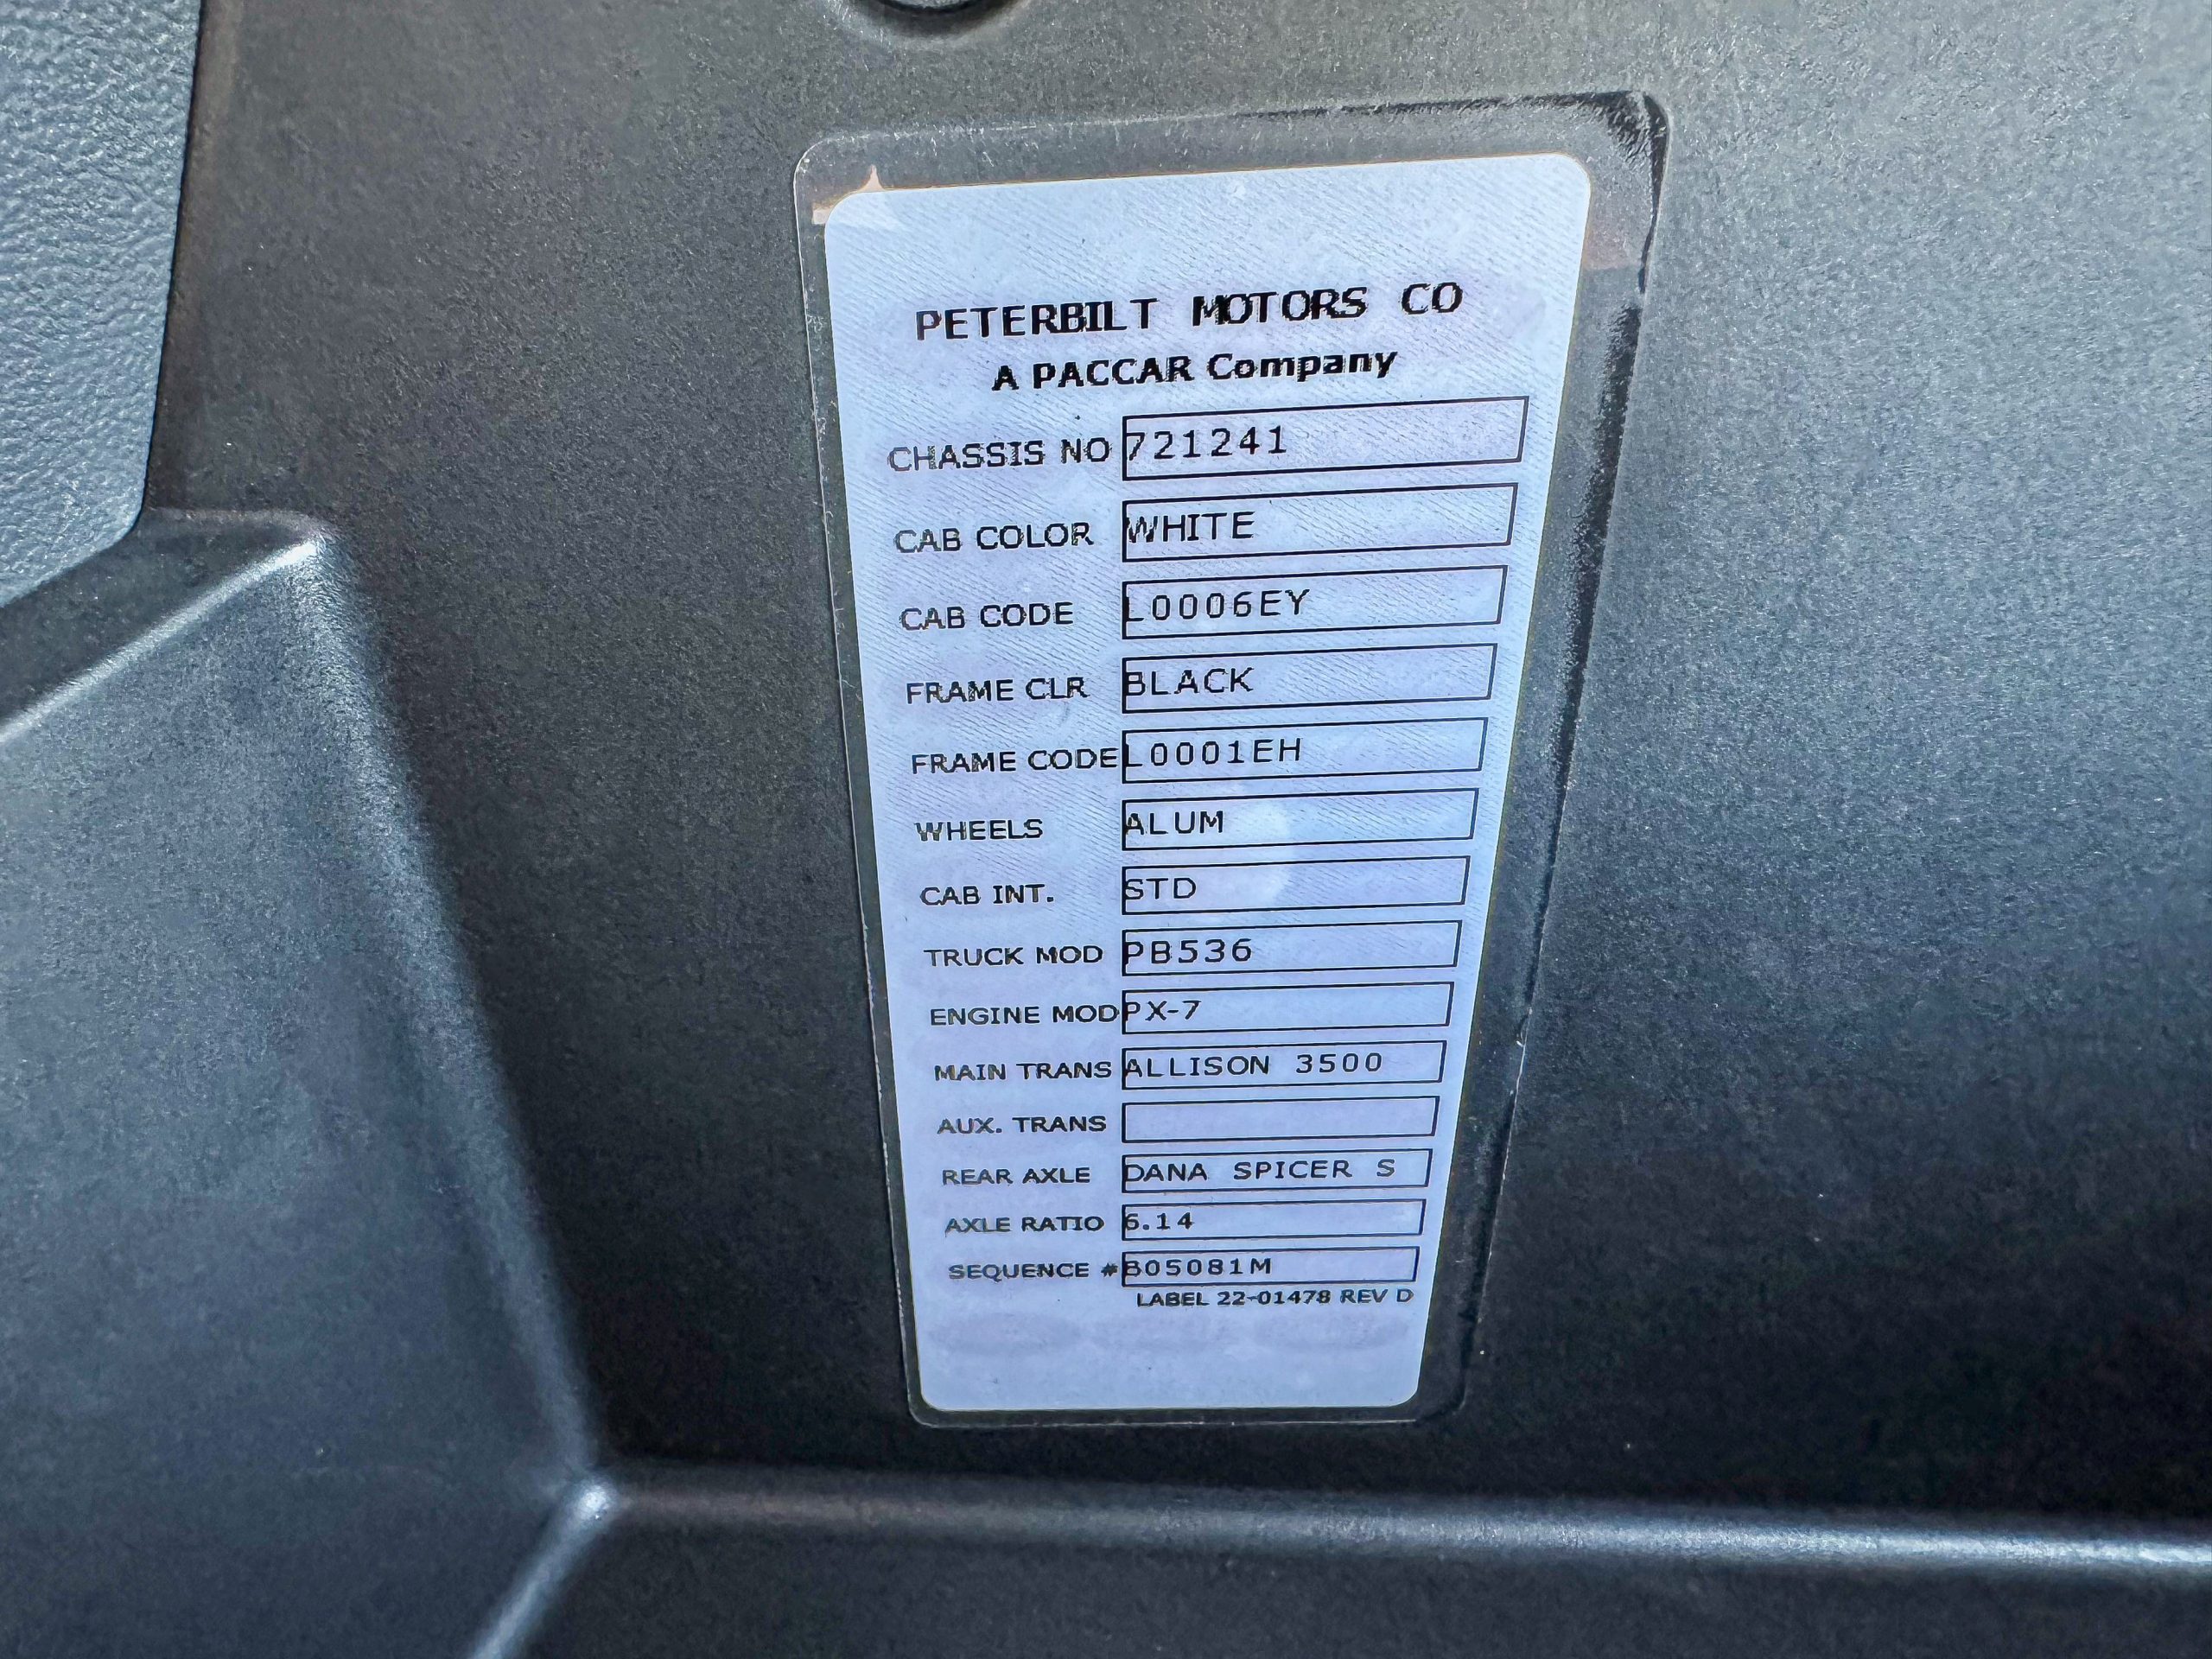 PETERBILT MOTORS CO
A PACCAR Company
CHASSIS NO 721241
CAB COLOR WHITE
CAB CODE L0006EY
FRAME CLR BLACK
FRAME CODE L0001EH
WHEELS ALUM
CAB INT. STD
TRUCK MOD PB536
ENGINE MOD PX-7
MAIN TRANS ALLISON 3500
AUX. TRANS
REAR AXLE DANA SPICER S
AXLE RATIO 6.14
SEQUENCE # B05081M
LABEL 22-01478 REV D